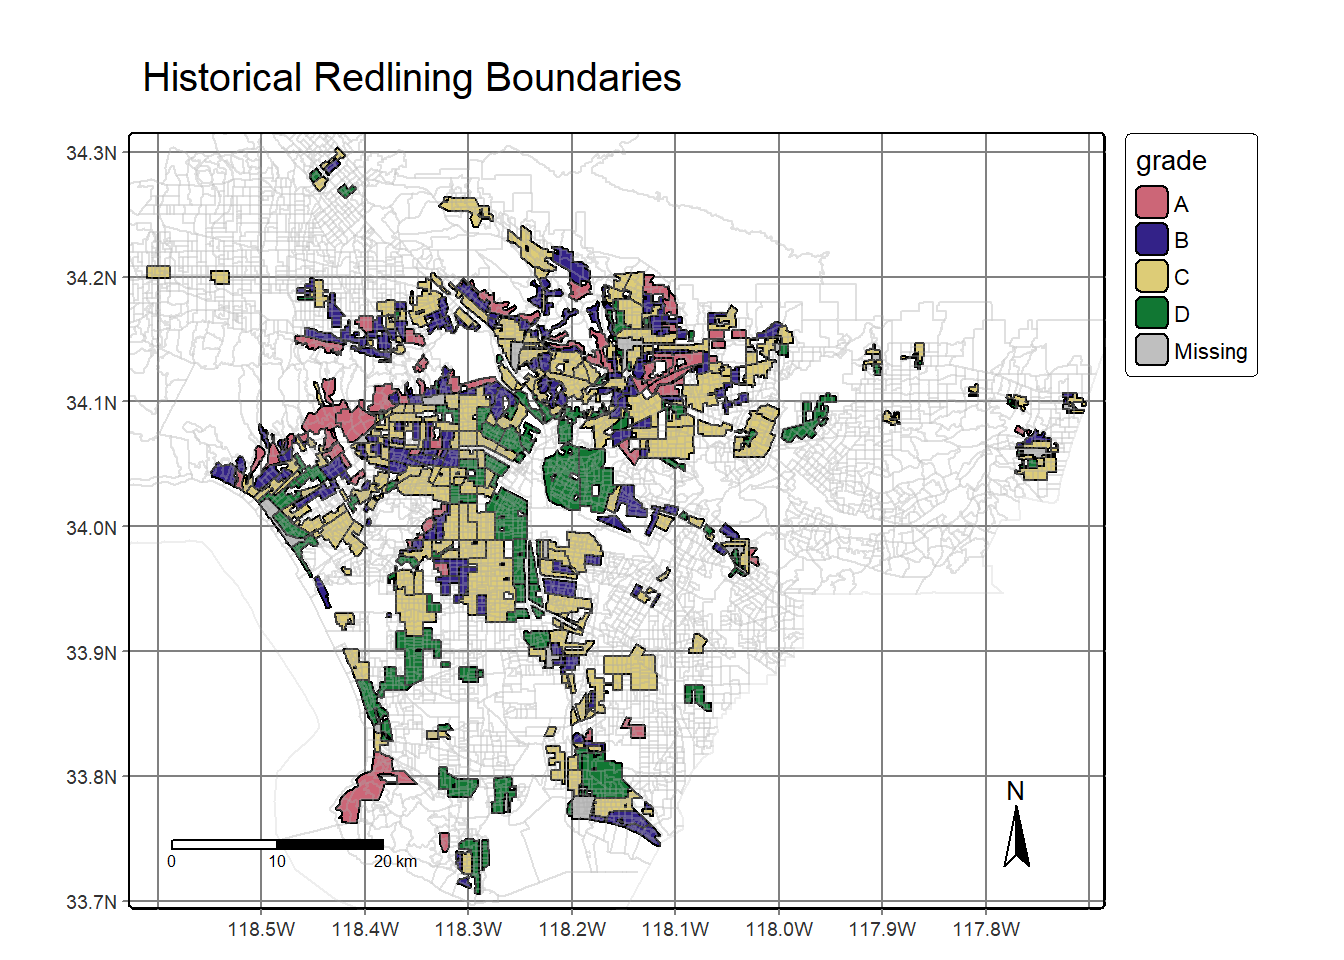 Historical Redlining Boundaries
34.3N
34.2N
34.1N
34.0N
33.9N
33.8N
33.7N
118.5W
118.4W
118.3W
118.2W
118.1W
118.0W
117.9W
117.8W
0
10
20 km
N
grade
A
B
C
D
Missing